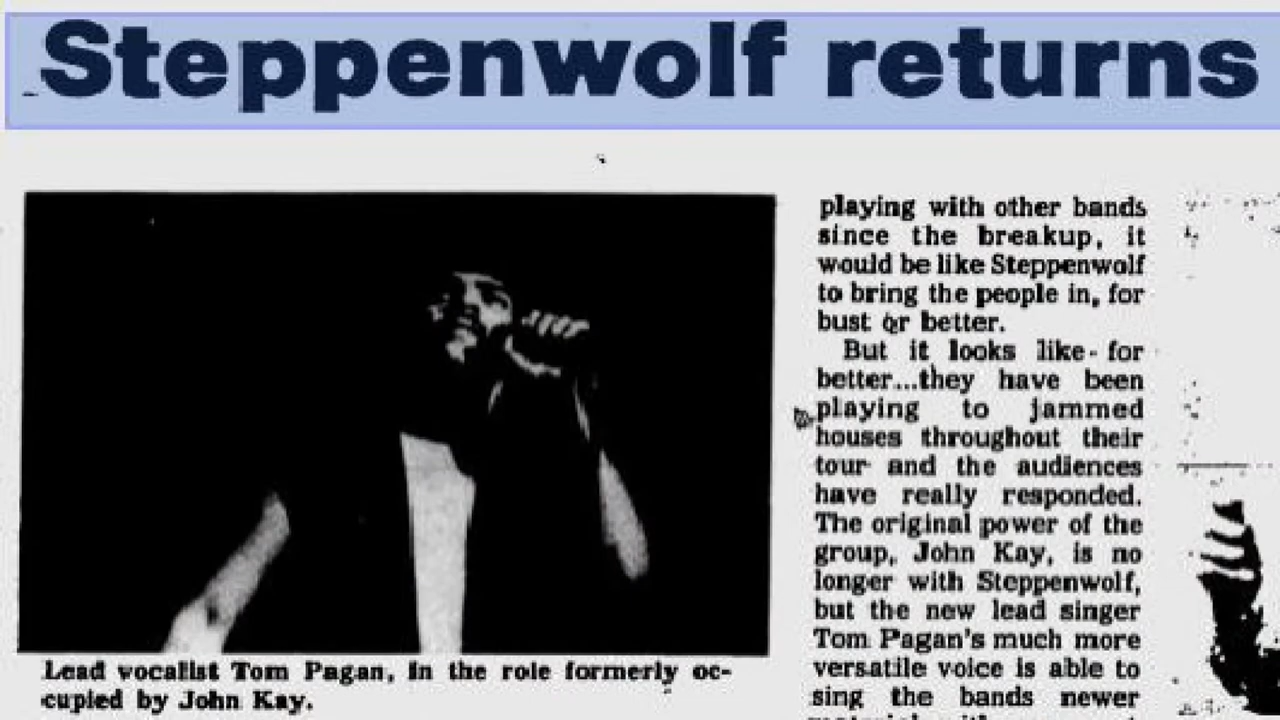 Steppenwolf returns
Lead vocalist Tom Pagan, in the role formerly oc-
cupied by John Kay.
playing with other bands
since the breakup, it
would be like Steppenwolf
to bring the people in, for
bust or better.
But it looks like- for
better...they have been
playing to jammed
houses throughout their
tour and the audiences
have really responded.
The original power of the
group, John Kay, is no
longer with Steppenwolf,
but the new lead singer
Tom Pagan's much more
versatile voice is able to
sing the bands newer